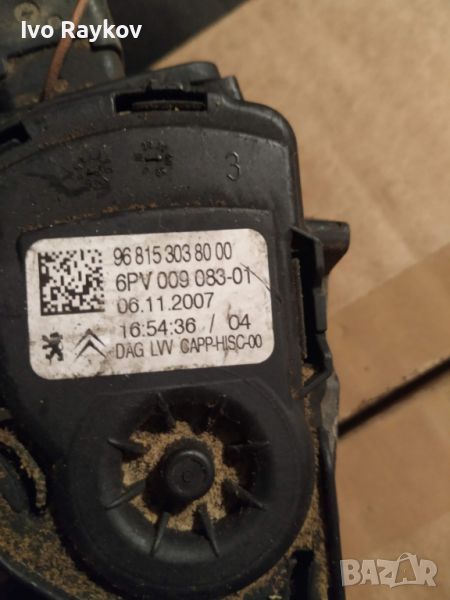 Ivo Raykov
3
96 815 303 80 00
6PV 009 083-01
06.11.2007
16:54:36 / 04
DAG LVV CAPP-HISC-00
BAZAR